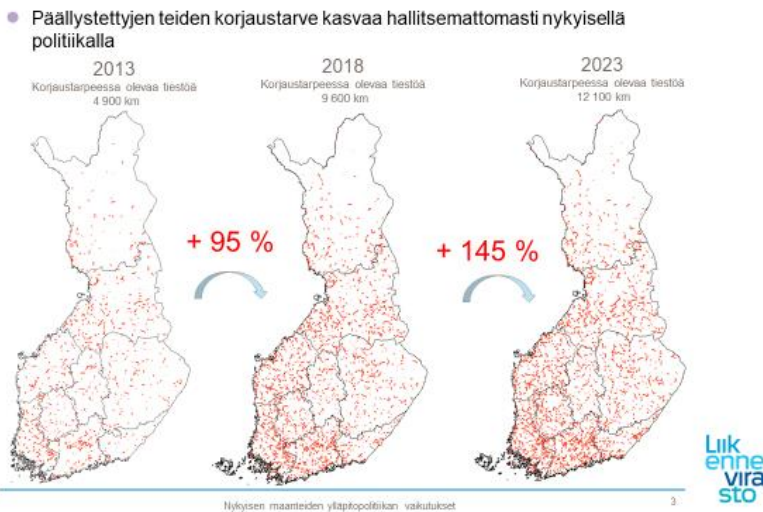 Päällystettyjen teiden korjaustarve kasvaa hallitsemattomasti nykyisellä
politiikalla
2013
Korjaustarpeessa olevaa tiestöä
4 900 km
2018
Korjaustarpeessa olevaa tiestöä
9 600 km
2023
Korjaustarpeessa olevaa tiestöä
12 100 km
+ 95 %
+ 145 %
Liik
enne
vira
sto
Nykyisen maanteiden ylläpitopolitiikan vaikutukset
3